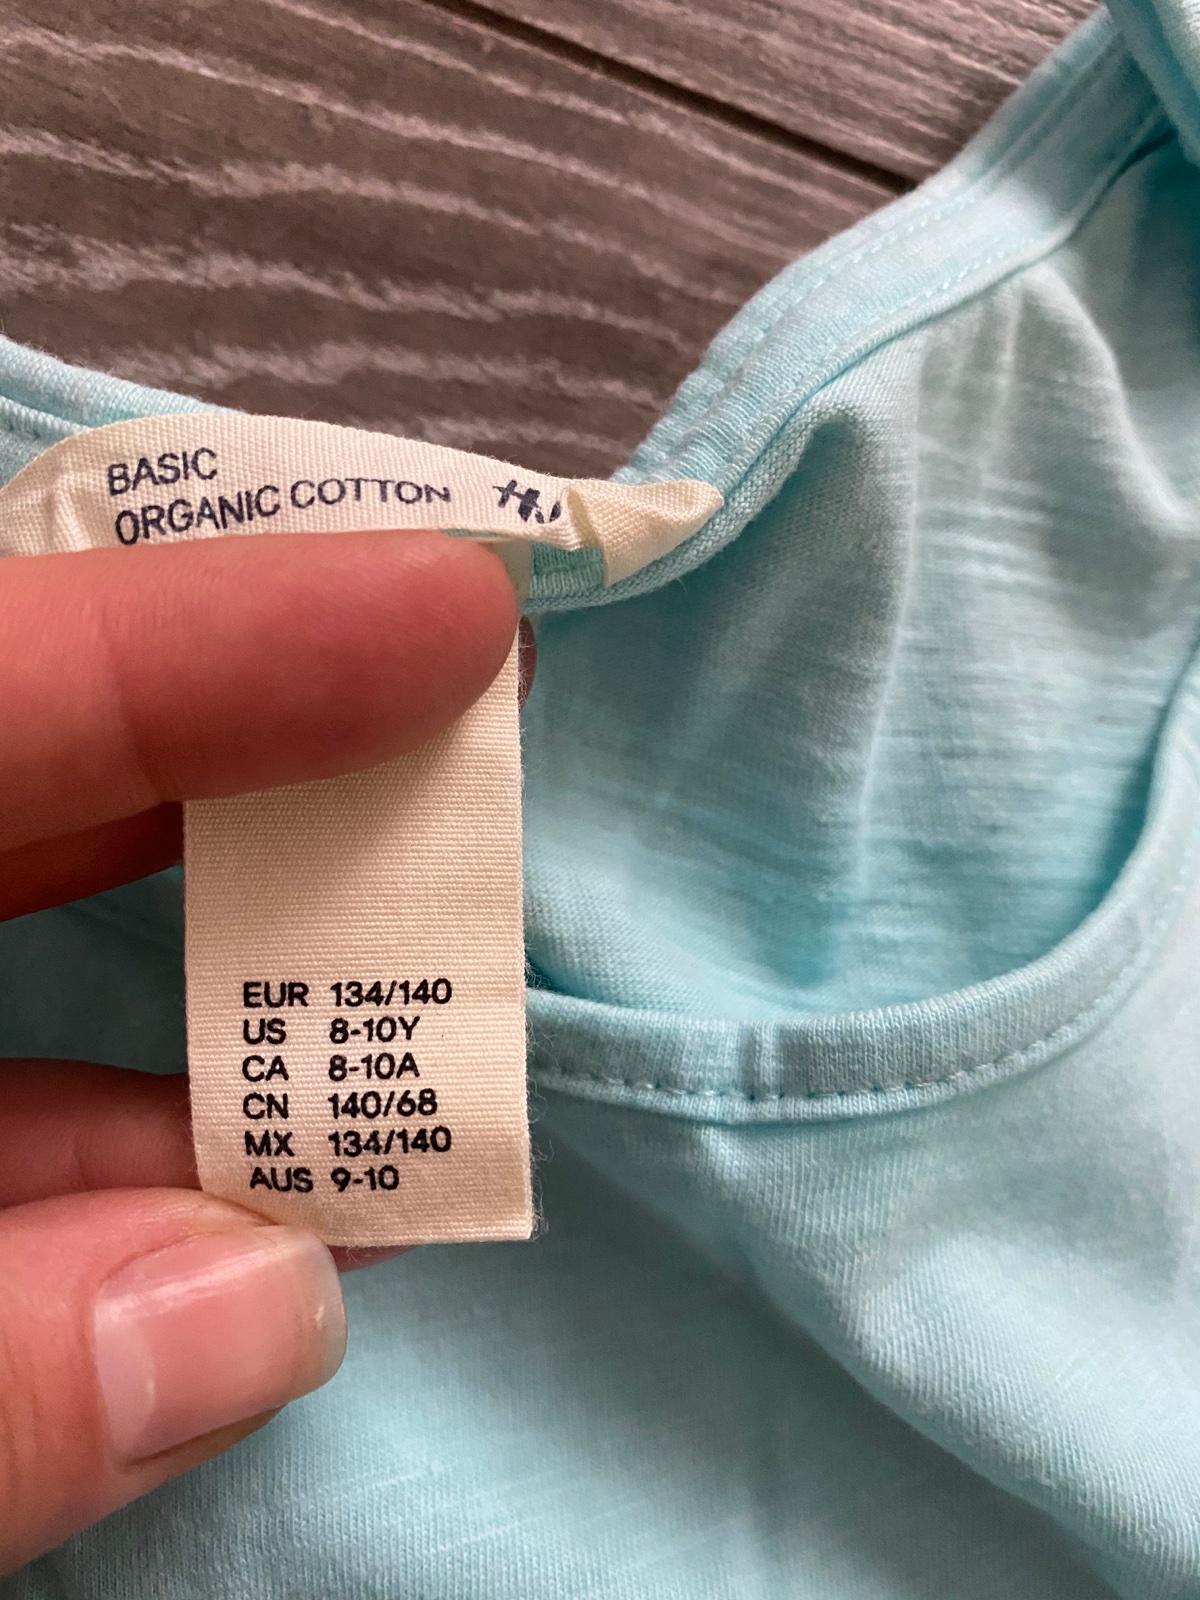 BASIC
ORGANIC COTTON
EUR 134/140
US 8-10Y
CA 8-10A
CN 140/68
MX 134/140
AUS 9-10